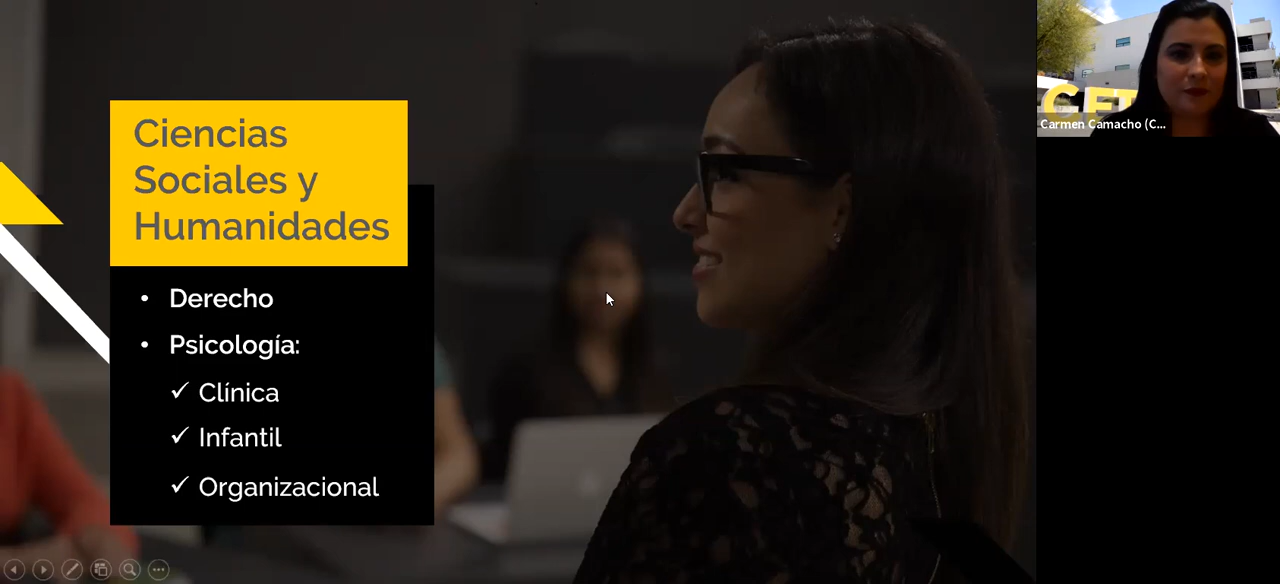 Ciencias
Sociales y
Humanidades
• Derecho
• Psicología:
✓ Clínica
✓ Infantil
✓ Organizacional
Carmen Camacho (C...